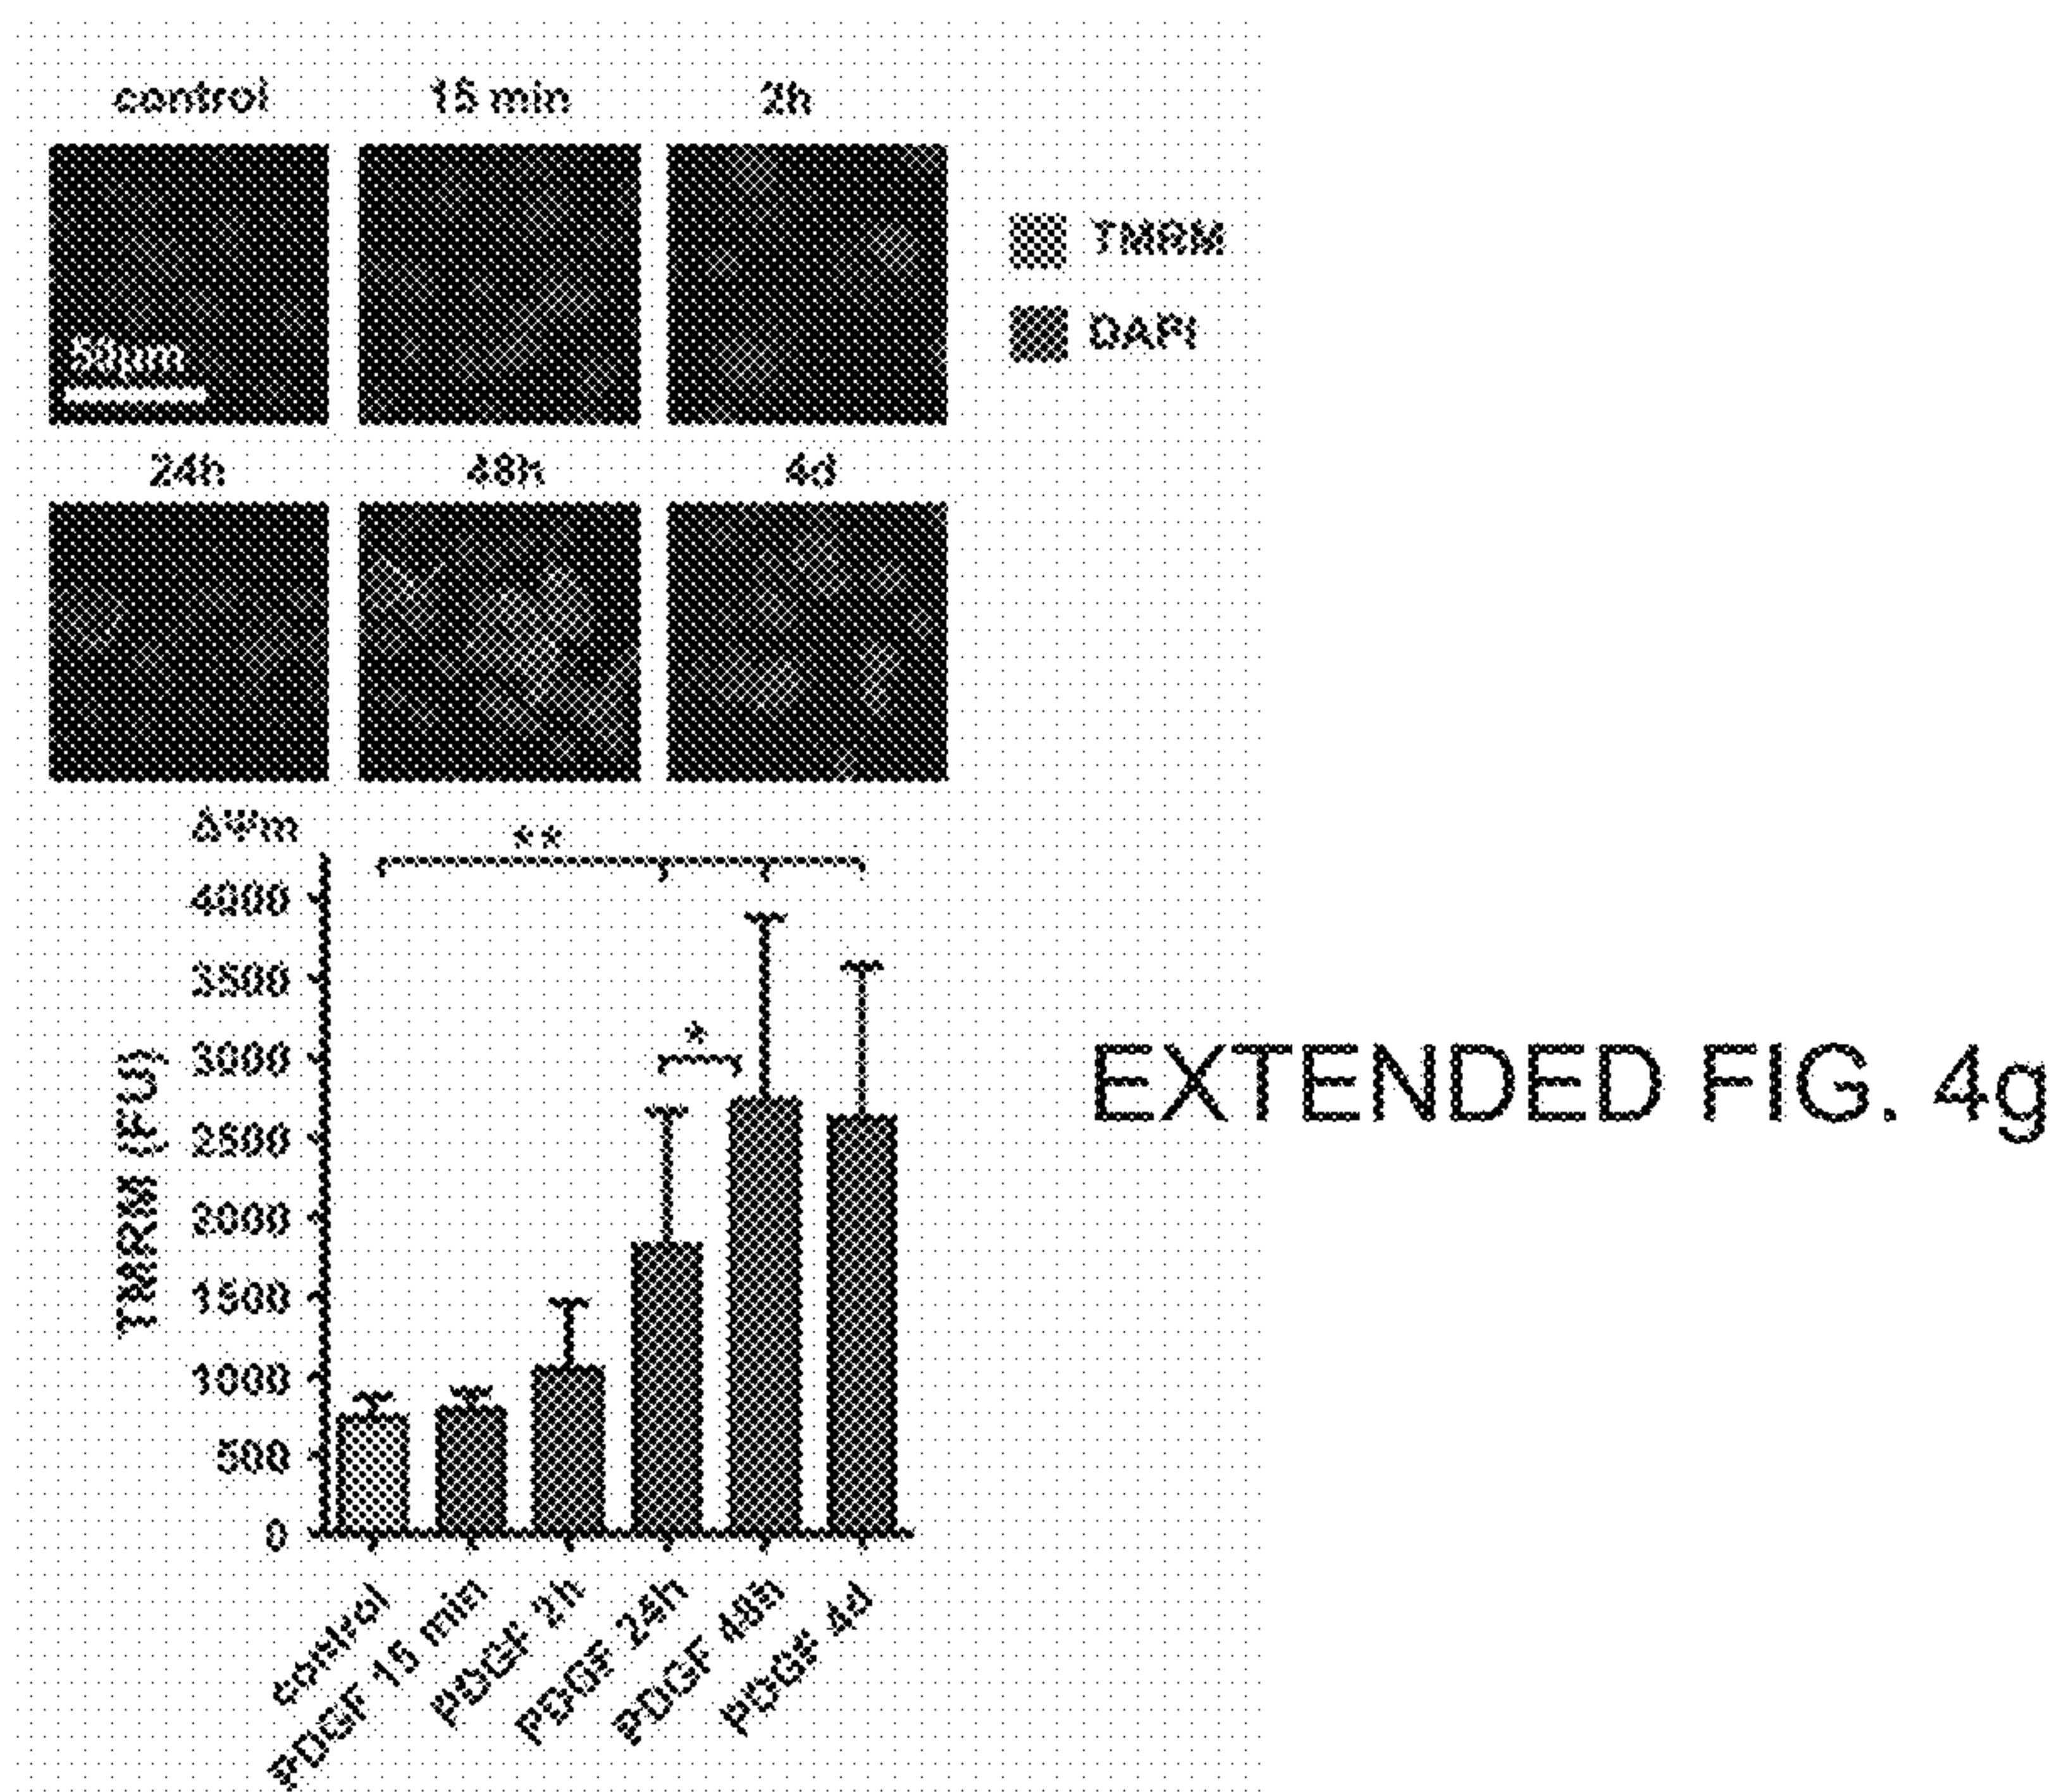 control 15 min 2h
TMRM
DAPI
50µm
24h 48h 4d
ΔΨm
**
*
TMRM (FU)
4000
3500
3000
2500
2000
1500
1000
500
0
control
PDGF 15 min
PDGF 2h
PDGF 24h
PDGF 48h
PDGF 4d
EXTENDED FIG. 4g